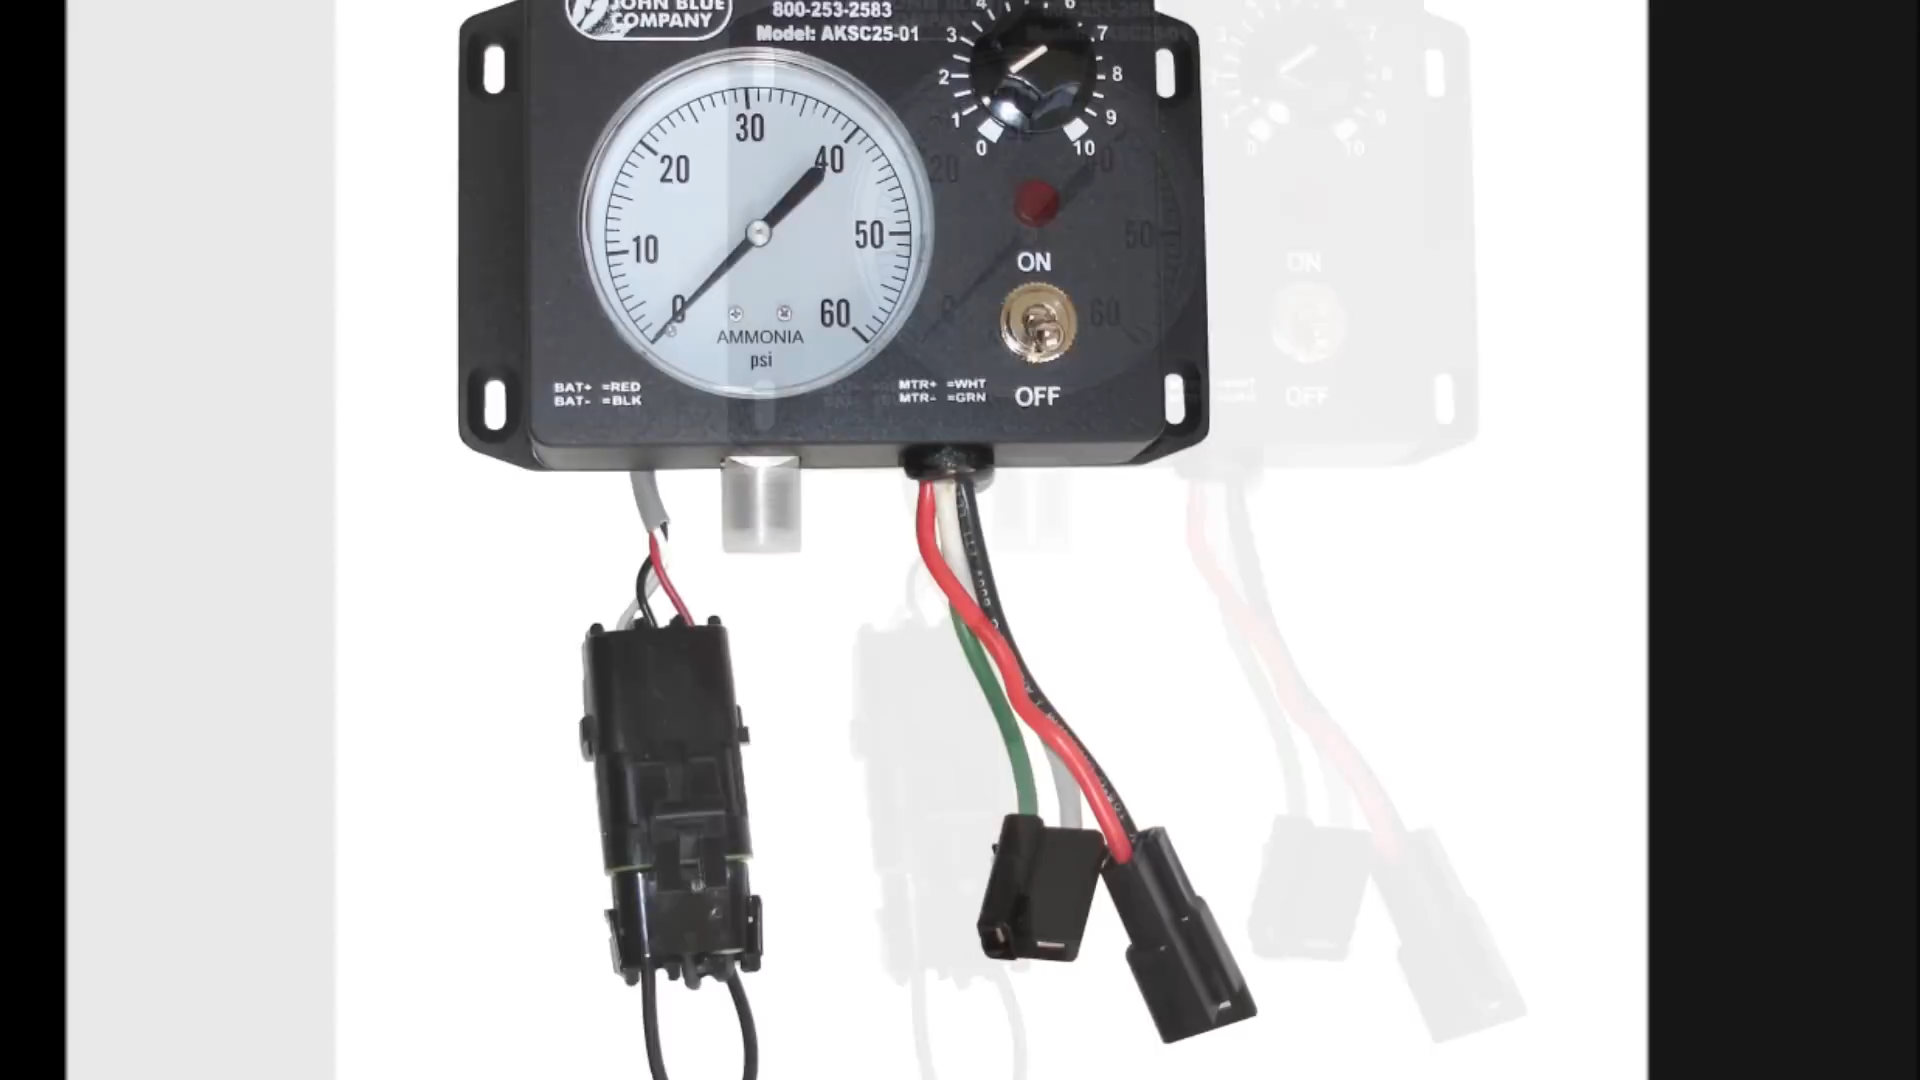 JOHN BLUE
COMPANY
800-253-2583
Model: AKSC25-01
0 1 2 3 4 6 7 8 9 10
0 10 20 30 40 50 60
AMMONIA
psi
ON
OFF
BAT+ =RED
BAT- =BLK
MTR+ =WHT
MTR- =GRN